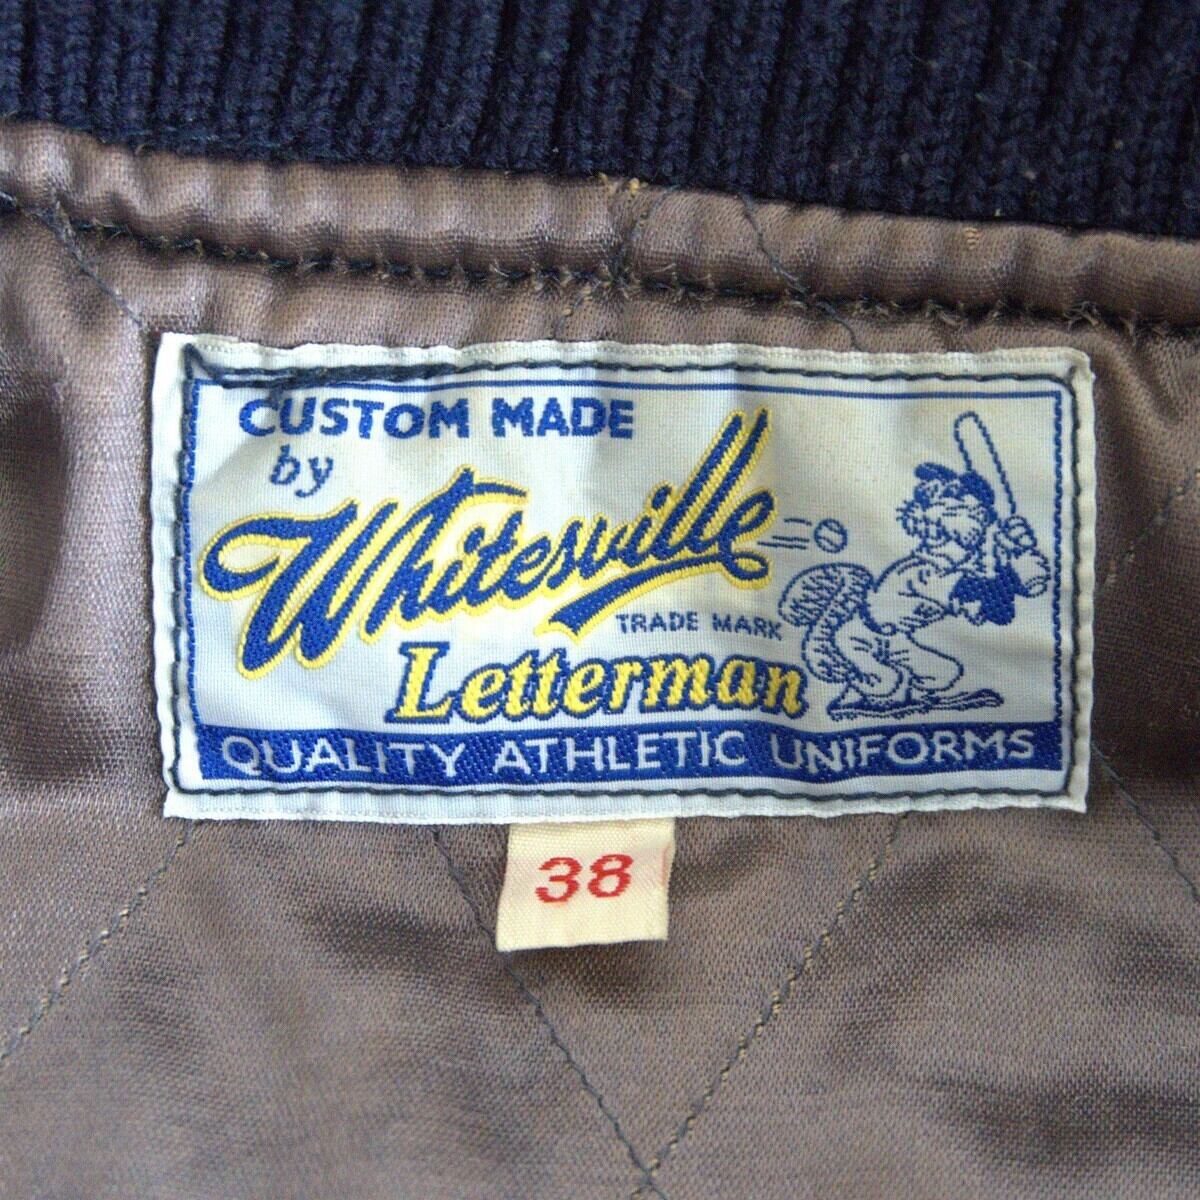 CUSTOM MADE
by
Whitesville
TRADE MARK
Letterman
QUALITY ATHLETIC UNIFORMS
38